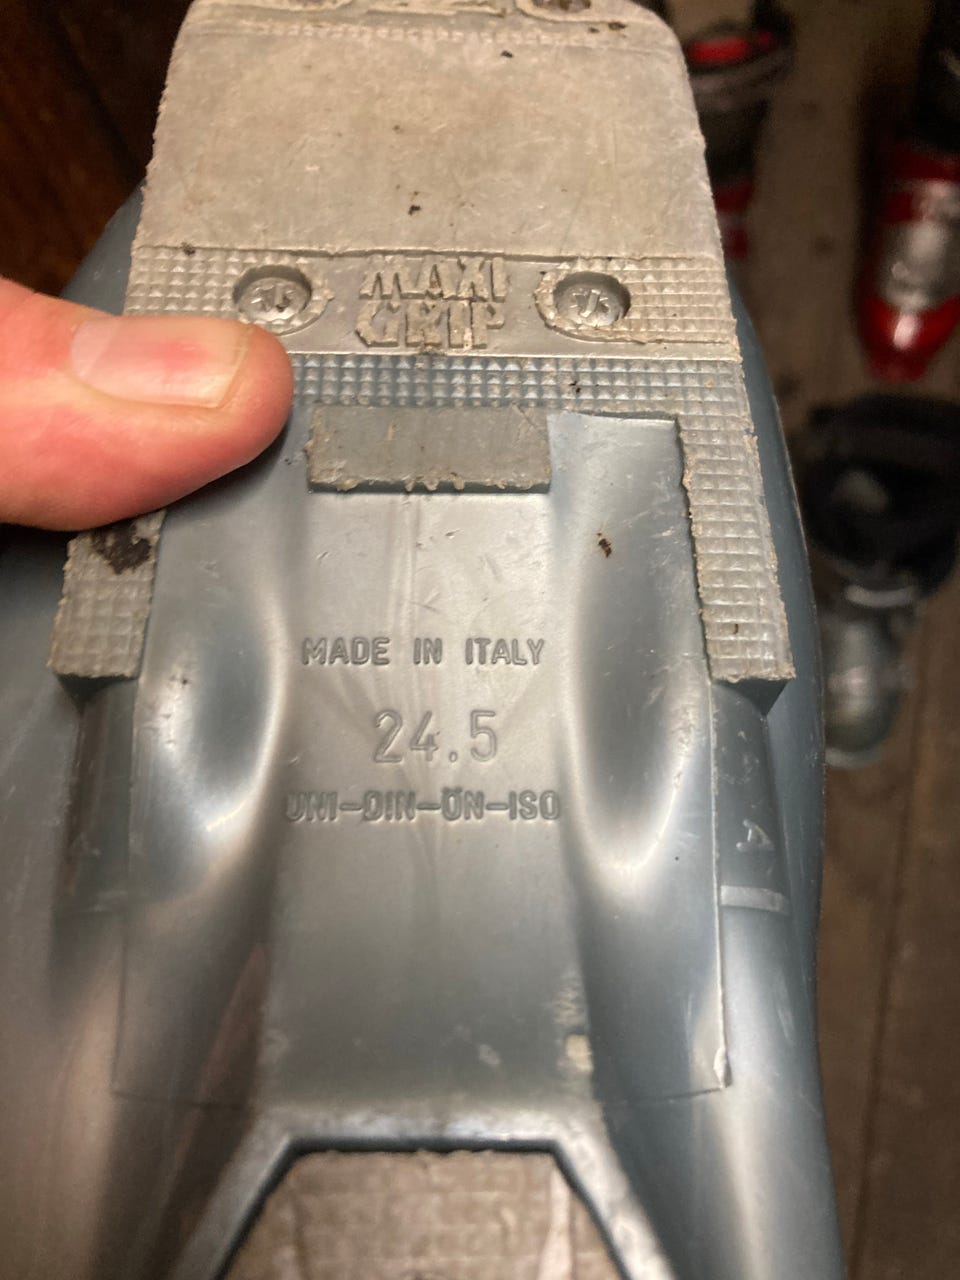 MAXI
GRIP
MADE IN ITALY
24.5
UNI-DIN-ÖN-ISO
A